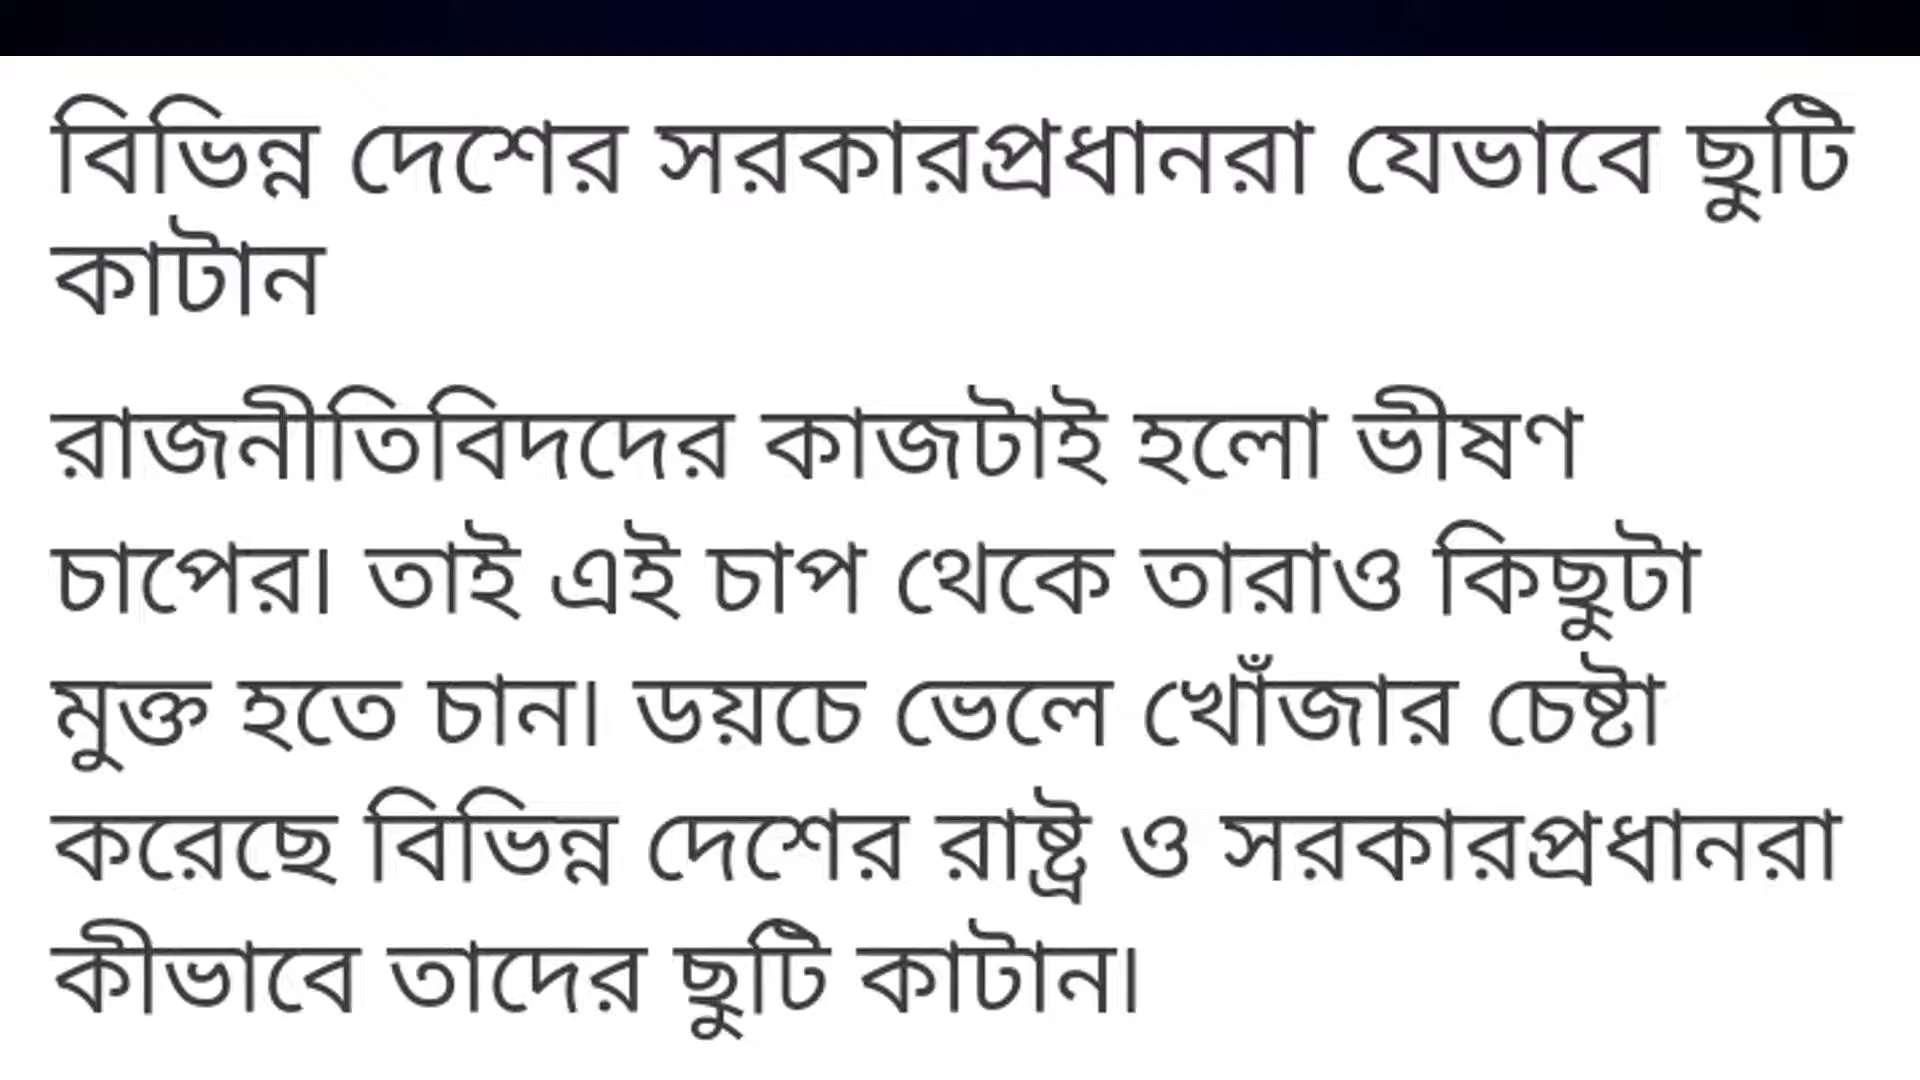 বিভিন্ন দেশের সরকারপ্রধানরা যেভাবে ছুটি
কাটান
রাজনীতিবিদদের কাজটাই হলো ভীষণ
চাপের। তাই এই চাপ থেকে তারাও কিছুটা
মুক্ত হতে চান। ডয়চে ভেলে খোঁজার চেষ্টা
করেছে বিভিন্ন দেশের রাষ্ট্র ও সরকারপ্রধানরা
কীভাবে তাদের ছুটি কাটান।